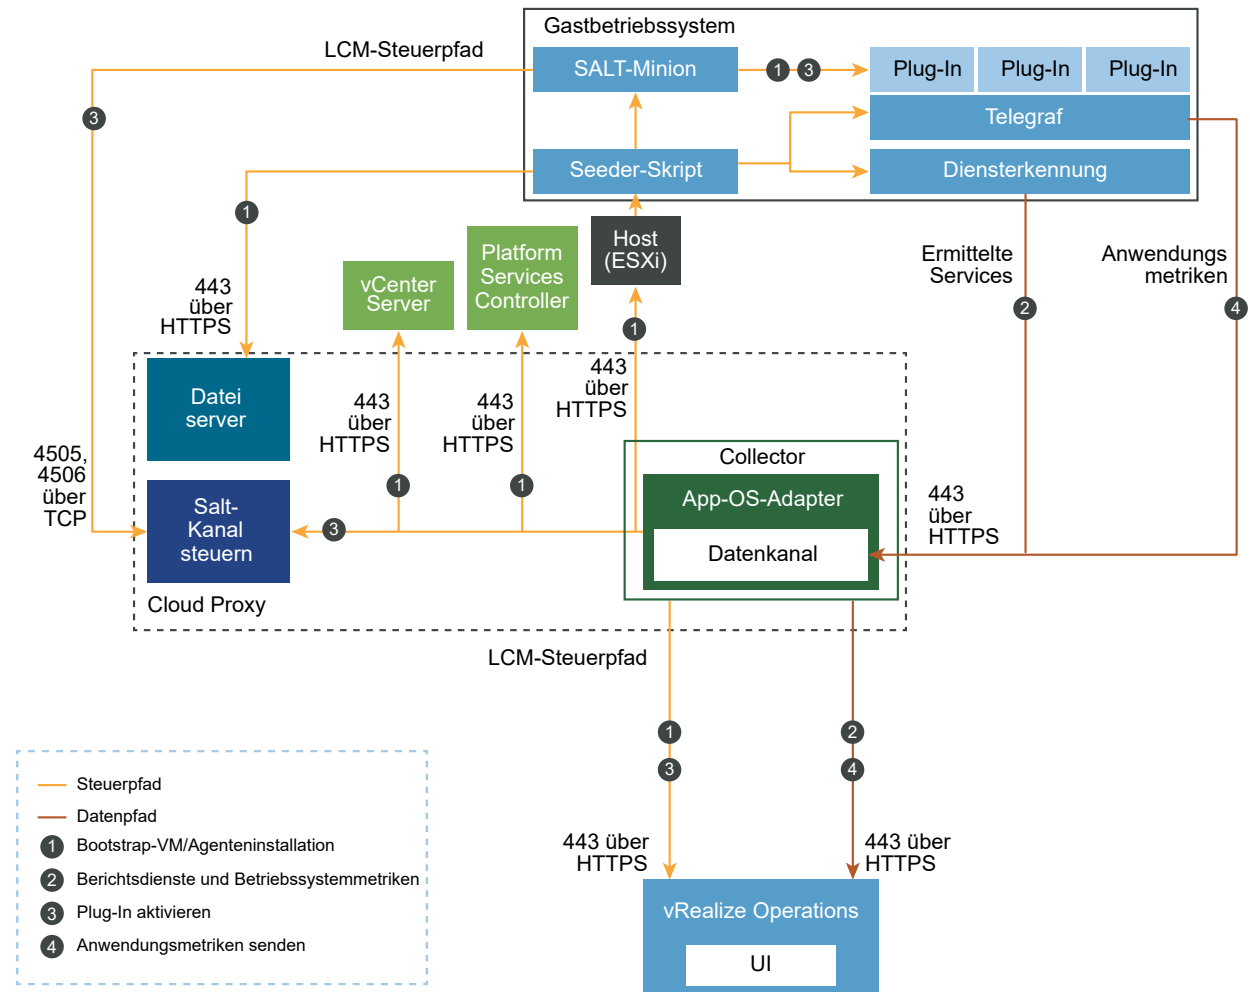 Gastbetriebssystem
LCM-Steuerpfad
SALT-Minion
1 3
Plug-In
Plug-In
Plug-In
3
Telegraf
4
Seeder-Skript
Diensterkennung
1
Host
(ESXi)
Platform
Services
Controller
vCenter
Server
Ermittelte
Services
Anwendungs
metriken
443
über
HTTPS
1
2
4
Datei
server
443
über
HTTPS
443
über
HTTPS
443
über
HTTPS
4505,
4506
über
TCP
Collector
1
1
App-OS-Adapter
443
über
HTTPS
Salt-
Kanal
steuern
3
Datenkanal
Cloud Proxy
LCM-Steuerpfad
1
2
3
4
443 über
HTTPS
443 über
HTTPS
vRealize Operations
UI
Steuerpfad
Datenpfad
1 Bootstrap-VM/Agenteninstallation
2 Berichtsdienste und Betriebssystemmetriken
3 Plug-In aktivieren
4 Anwendungsmetriken senden